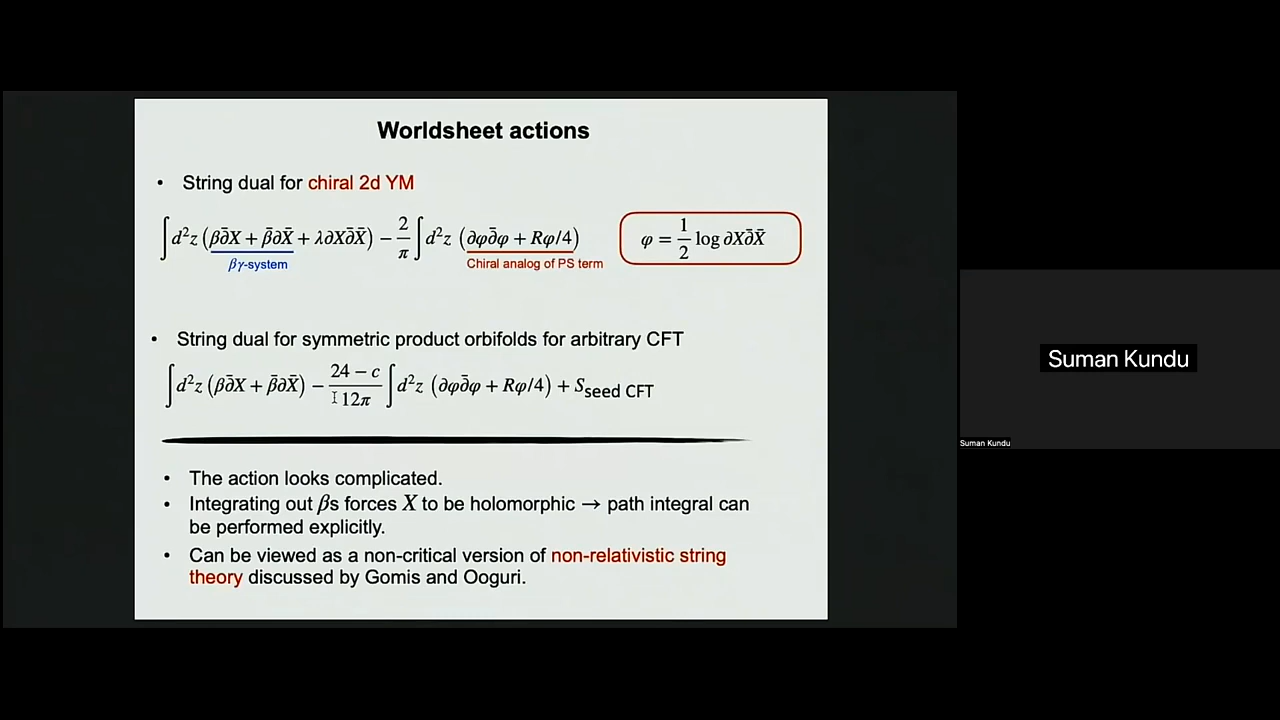 Worldsheet actions
• String dual for chiral 2d YM
∫d²z (β∂̄X + β̄∂X̄ + λ∂X∂̄X̄) − 2/π ∫d²z (∂φ∂̄φ + Rφ/4)
φ = 1/2 log ∂X∂̄X̄
βγ-system
Chiral analog of PS term
• String dual for symmetric product orbifolds for arbitrary CFT
∫d²z (β∂̄X + β̄∂X̄) − (24 − c)/12π ∫d²z (∂φ∂̄φ + Rφ/4) + S_seed CFT
• The action looks complicated.
• Integrating out βs forces X to be holomorphic → path integral can
be performed explicitly.
• Can be viewed as a non-critical version of non-relativistic string
theory discussed by Gomis and Ooguri.
Suman Kundu
Suman Kundu